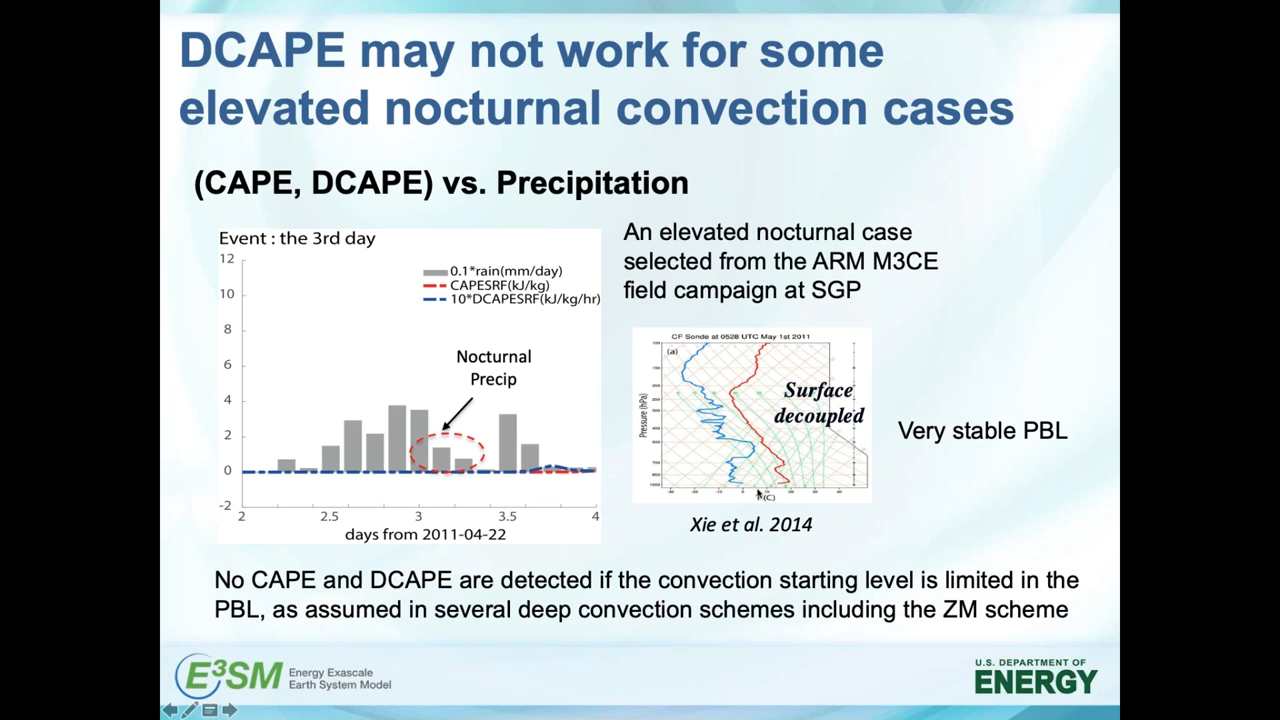 DCAPE may not work for some
elevated nocturnal convection cases
(CAPE, DCAPE) vs. Precipitation
Event : the 3rd day
12
10
8
6
4
2
0
-2
2
2.5
3
3.5
4
days from 2011-04-22
0.1*rain(mm/day)
CAPESRF(kJ/kg)
10*DCAPESRF(kJ/kg/hr)
Nocturnal
Precip
An elevated nocturnal case
selected from the ARM M3CE
field campaign at SGP
CF Sonde at 0528 UTC May 1st 2011
(a)
Pressure (hPa)
Surface
decoupled
(C)
Xie et al. 2014
Very stable PBL
No CAPE and DCAPE are detected if the convection starting level is limited in the
PBL, as assumed in several deep convection schemes including the ZM scheme
E³SM
Energy Exascale
Earth System Model
U.S. DEPARTMENT OF
ENERGY